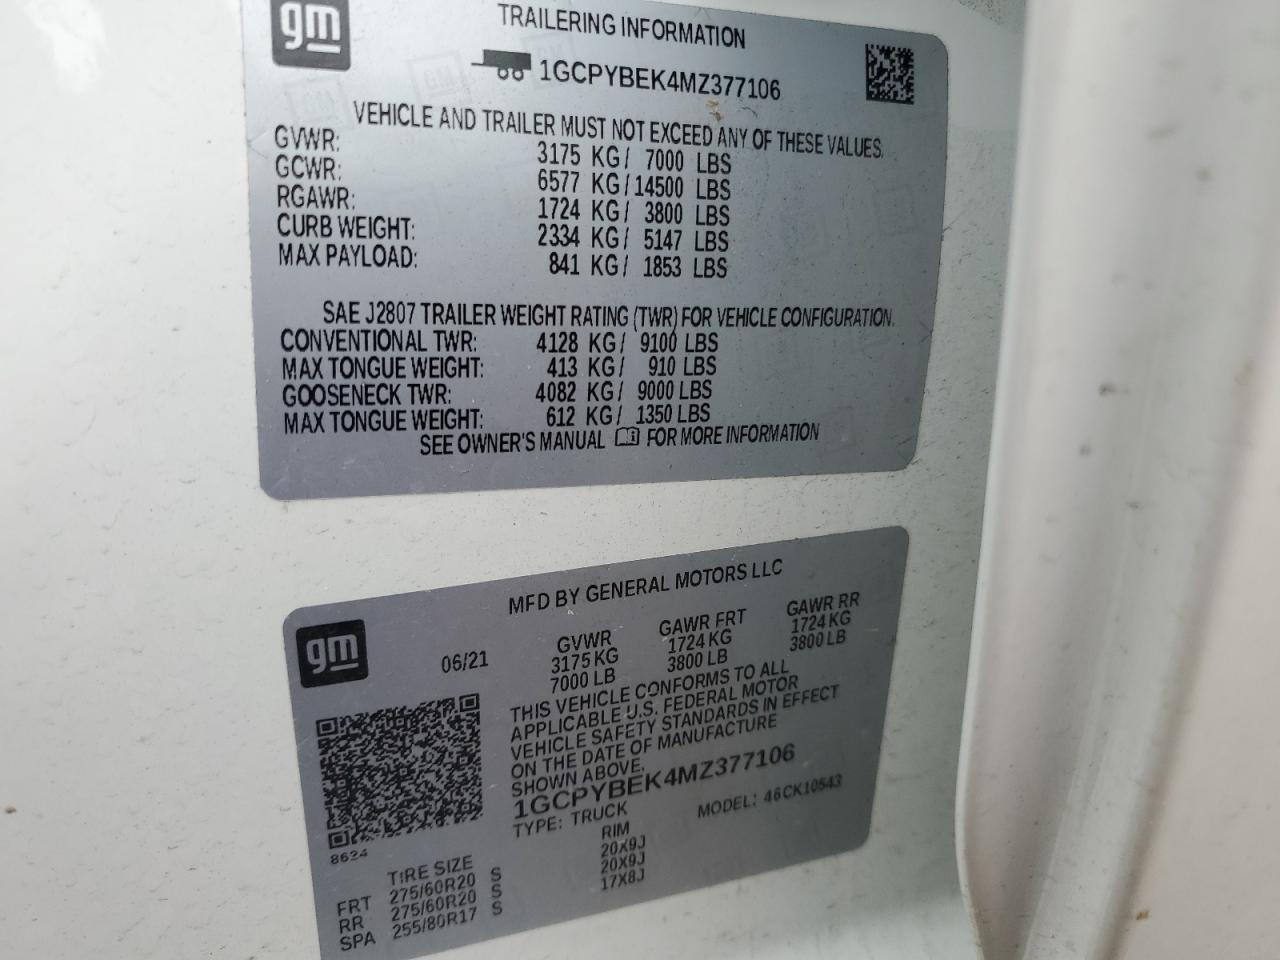 gm
TRAILERING INFORMATION
1GCPYBEK4MZ377106
VEHICLE AND TRAILER MUST NOT EXCEED ANY OF THESE VALUES.
GVWR: 3175 KG/ 7000 LBS
GCWR: 6577 KG/14500 LBS
RGAWR: 1724 KG/ 3800 LBS
CURB WEIGHT: 2334 KG/ 5147 LBS
MAX PAYLOAD: 841 KG/ 1853 LBS
SAE J2807 TRAILER WEIGHT RATING (TWR) FOR VEHICLE CONFIGURATION.
CONVENTIONAL TWR: 4128 KG/ 9100 LBS
MAX TONGUE WEIGHT: 413 KG/ 910 LBS
GOOSENECK TWR: 4082 KG/ 9000 LBS
MAX TONGUE WEIGHT: 612 KG/ 1350 LBS
SEE OWNER'S MANUAL FOR MORE INFORMATION
MFD BY GENERAL MOTORS LLC
gm
06/21
GVWR GAWR FRT GAWR RR
3175 KG 1724 KG 1724 KG
7000 LB 3800 LB 3800 LB
THIS VEHICLE CONFORMS TO ALL
APPLICABLE U.S. FEDERAL MOTOR
VEHICLE SAFETY STANDARDS IN EFFECT
ON THE DATE OF MANUFACTURE
SHOWN ABOVE.
1GCPYBEK4MZ377106
TYPE: TRUCK MODEL: 46CK10543
8624
TIRE SIZE RIM
FRT 275/60R20 S 20X9J
RR 275/60R20 S 20X9J
SPA 255/80R17 S 17X8J